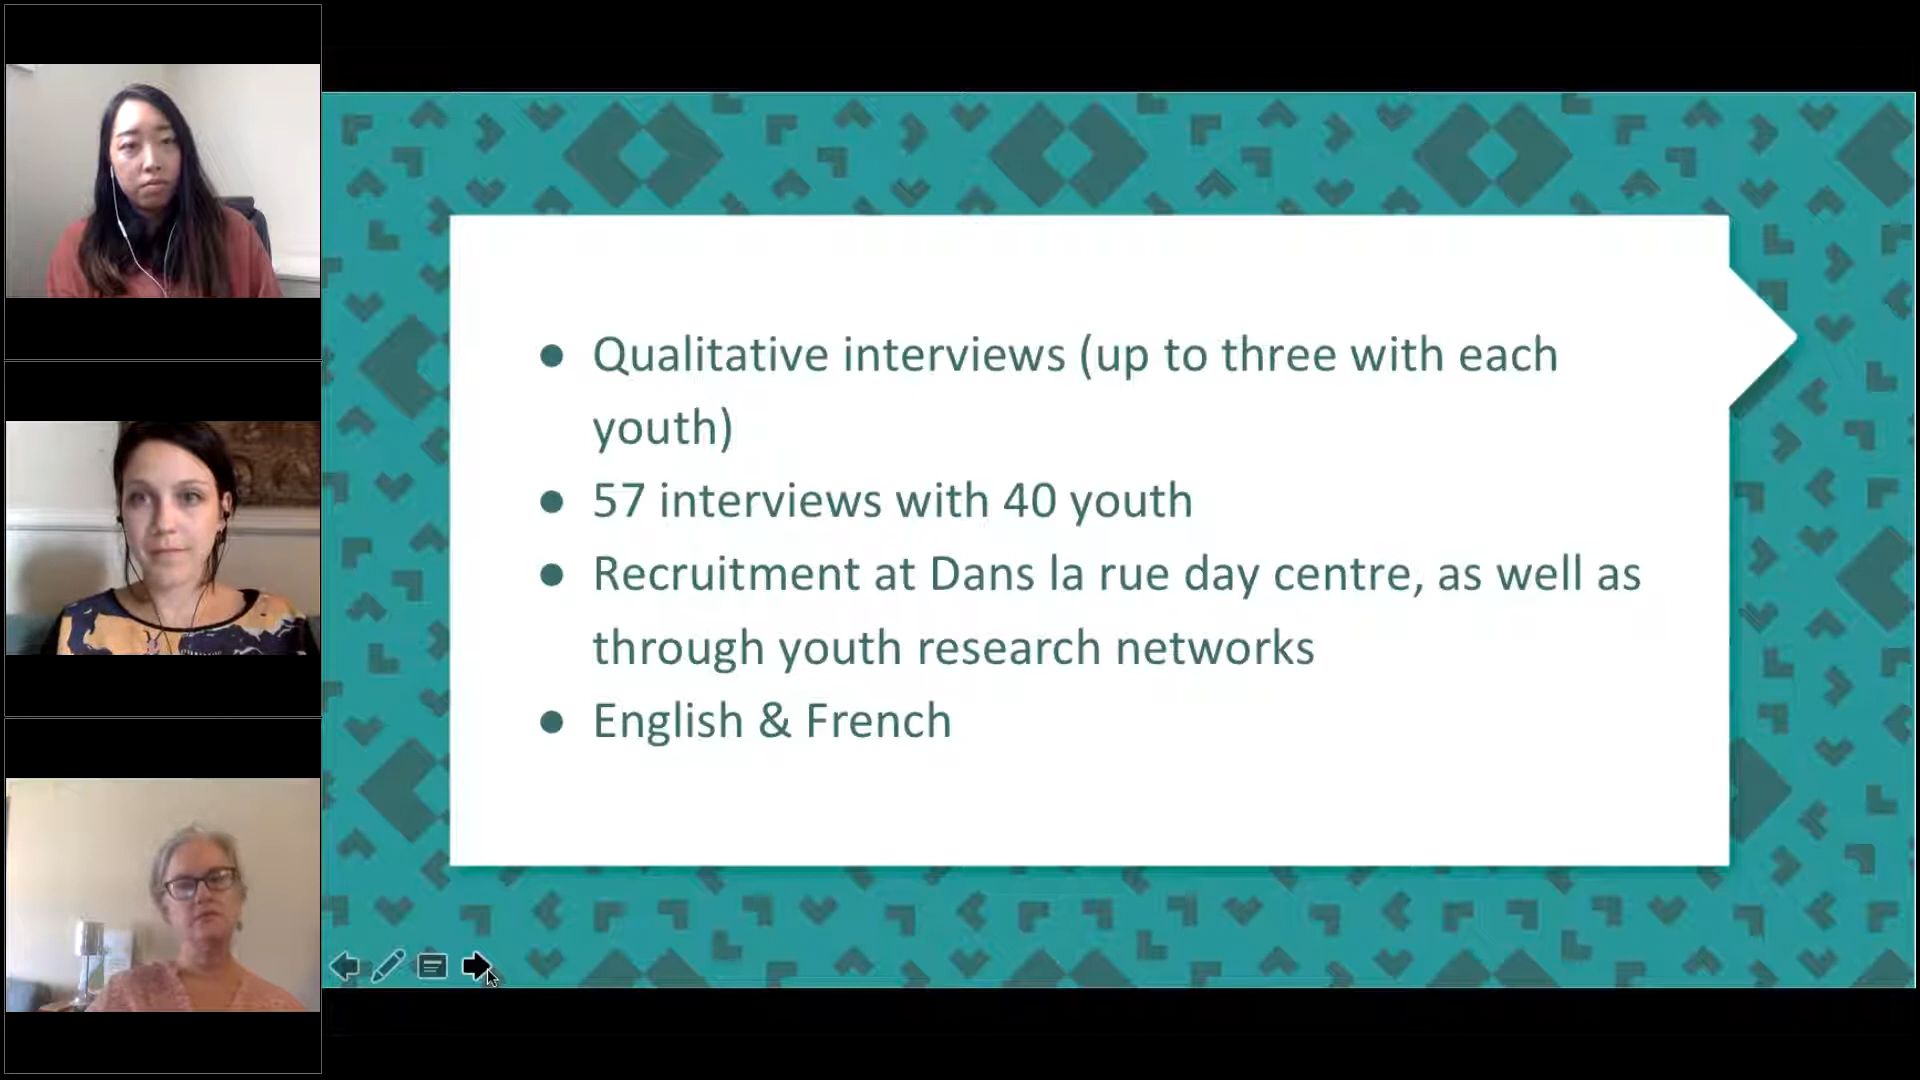 ● Qualitative interviews (up to three with each
youth)
● 57 interviews with 40 youth
● Recruitment at Dans la rue day centre, as well as
through youth research networks
● English & French